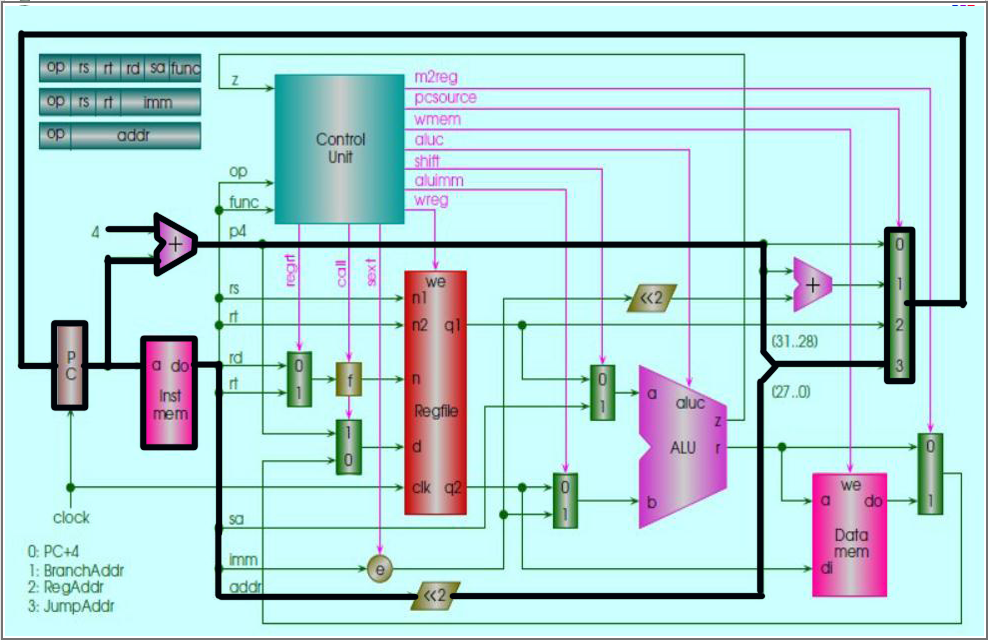 op rs rt rd sa func
op rs rt imm
op addr
z
op
func
p4
rs
rt
rd
rt
sa
imm
addr
Control
Unit
m2reg
pcsource
wmem
aluc
shift
aluimm
wreg
regrt
call
sext
4
+
P
C
a do
Inst
mem
clock
0
1
f
1
0
e
<<2
we
n1
n2 q1
n
Regfile
d
clk q2
<<2
0
1
0
1
a
aluc
z
ALU
r
b
+
(31..28)
(27..0)
0
1
2
3
we
a do
Data
mem
di
0
1
0: PC+4
1: BranchAddr
2: RegAddr
3: JumpAddr